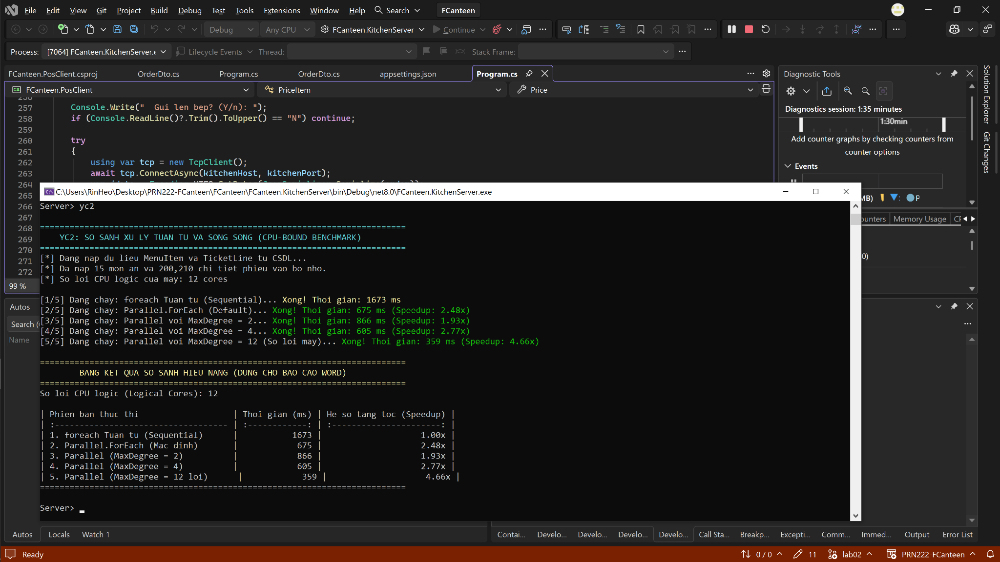 File Edit View Git Project Build Debug Test Tools Extensions Window Help Search FCanteen
Debug Any CPU FCanteen.KitchenServer Continue
Process: [7064] FCanteen.KitchenServer.e Lifecycle Events Thread: Stack Frame:
FCanteen.PosClient.csproj OrderDto.cs Program.cs OrderDto.cs appsettings.json Program.cs
FCanteen.PosClient PriceItem Price
257 Console.Write("  Gui len bep? (Y/n): ");
258 if (Console.ReadLine()?.Trim().ToUpper() == "N") continue;
259
260 try
261 {
262 using var tcp = new TcpClient();
263 await tcp.ConnectAsync(kitchenHost, kitchenPort);
264
265
266
267
268
269
270
271
272
99 %
Diagnostic Tools
Diagnostics session: 1:35 minutes
1:30min
Add counter graphs by checking counters from
counter options
Events
MB) P
ounters Memory Usage
0)
Solution Explorer
Git Changes
C:\Users\RinHeo\Desktop\PRN222-FCanteen\FCanteen\FCanteen.KitchenServer\bin\Debug\net8.0\FCanteen.KitchenServer.exe
Server> yc2
==========================================================================
YC2: SO SANH XU LY TUAN TU VA SONG SONG (CPU-BOUND BENCHMARK)
==========================================================================
[*] Dang nap du lieu MenuItem va TicketLine tu CSDL...
[*] Da nap 15 mon an va 200,210 chi tiet phieu vao bo nho.
[*] So loi CPU logic cua may: 12 cores
[1/5] Dang chay: foreach Tuan tu (Sequential)... Xong! Thoi gian: 1673 ms
[2/5] Dang chay: Parallel.ForEach (Default)... Xong! Thoi gian: 675 ms (Speedup: 2.48x)
[3/5] Dang chay: Parallel voi MaxDegree = 2... Xong! Thoi gian: 866 ms (Speedup: 1.93x)
[4/5] Dang chay: Parallel voi MaxDegree = 4... Xong! Thoi gian: 605 ms (Speedup: 2.77x)
[5/5] Dang chay: Parallel voi MaxDegree = 12 (So loi may)... Xong! Thoi gian: 359 ms (Speedup: 4.66x)
==========================================================================
BANG KET QUA SO SANH HIEU NANG (DUNG CHO BAO CAO WORD)
==========================================================================
So loi CPU logic (Logical Cores): 12
| Phien ban thuc thi | Thoi gian (ms) | He so tang toc (Speedup) |
| :----------------------------------- | :------------: | :----------------------: |
| 1. foreach Tuan tu (Sequential) | 1673 | 1.00x |
| 2. Parallel.ForEach (Mac dinh) | 675 | 2.48x |
| 3. Parallel (MaxDegree = 2) | 866 | 1.93x |
| 4. Parallel (MaxDegree = 4) | 605 | 2.77x |
| 5. Parallel (MaxDegree = 12 loi) | 359 | 4.66x |
==========================================================================
Server>
Autos
Search (
Name
Autos Locals Watch 1
Contai... Develo... Develo... Develo... Develo... Call Sta... Breakp... Excepti... Comm... Immed... Output Error List
Ready 0 / 0 11 lab02 PRN222-FCanteen